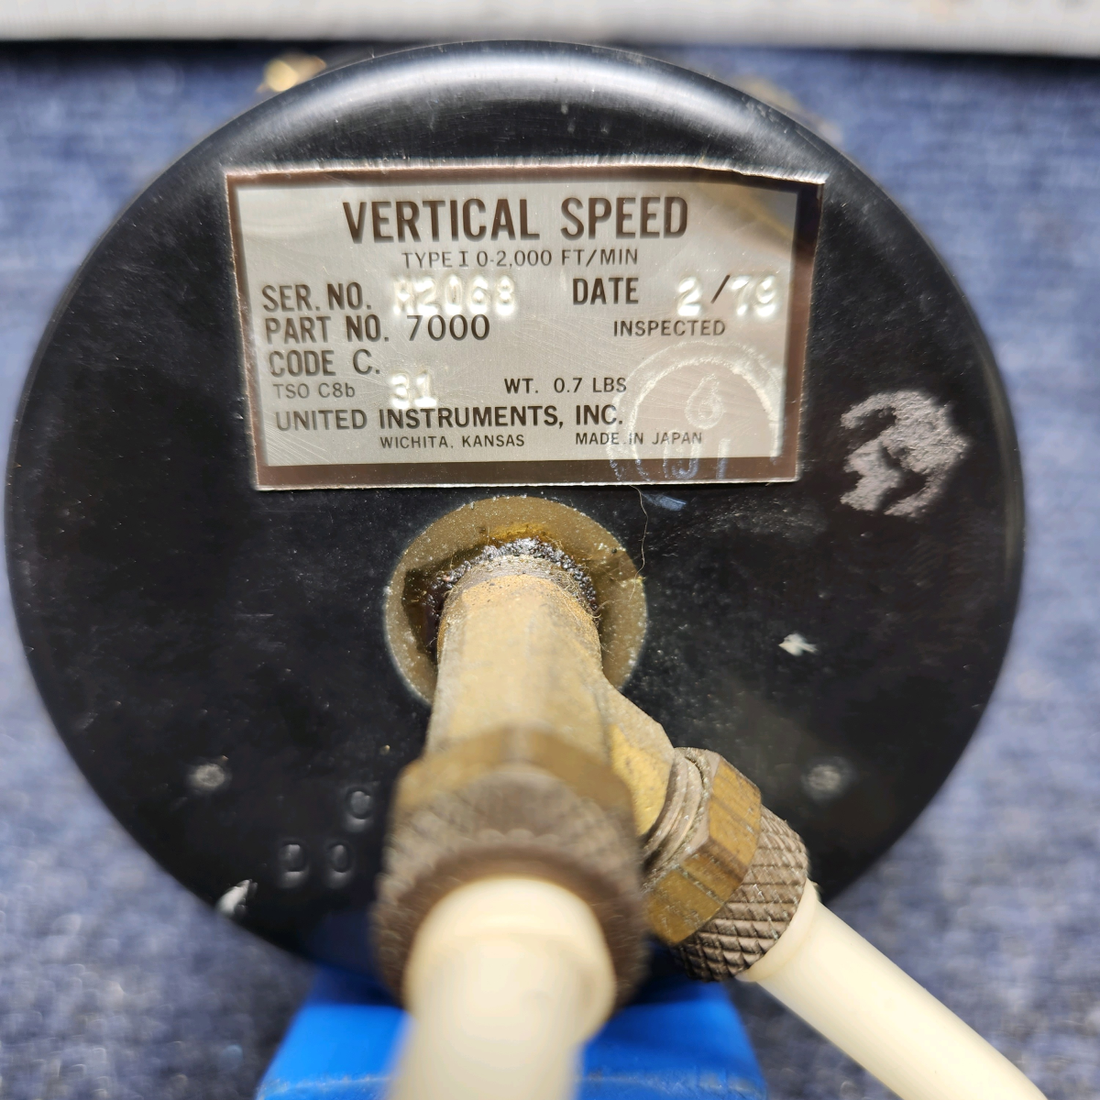 VERTICAL SPEED
TYPE I 0-2,000 FT/MIN
SER. NO. A2068 DATE 2/79
PART NO. 7000 INSPECTED
CODE C. 31
TSO C8b WT. 0.7 LBS
UNITED INSTRUMENTS, INC.
WICHITA, KANSAS MADE IN JAPAN